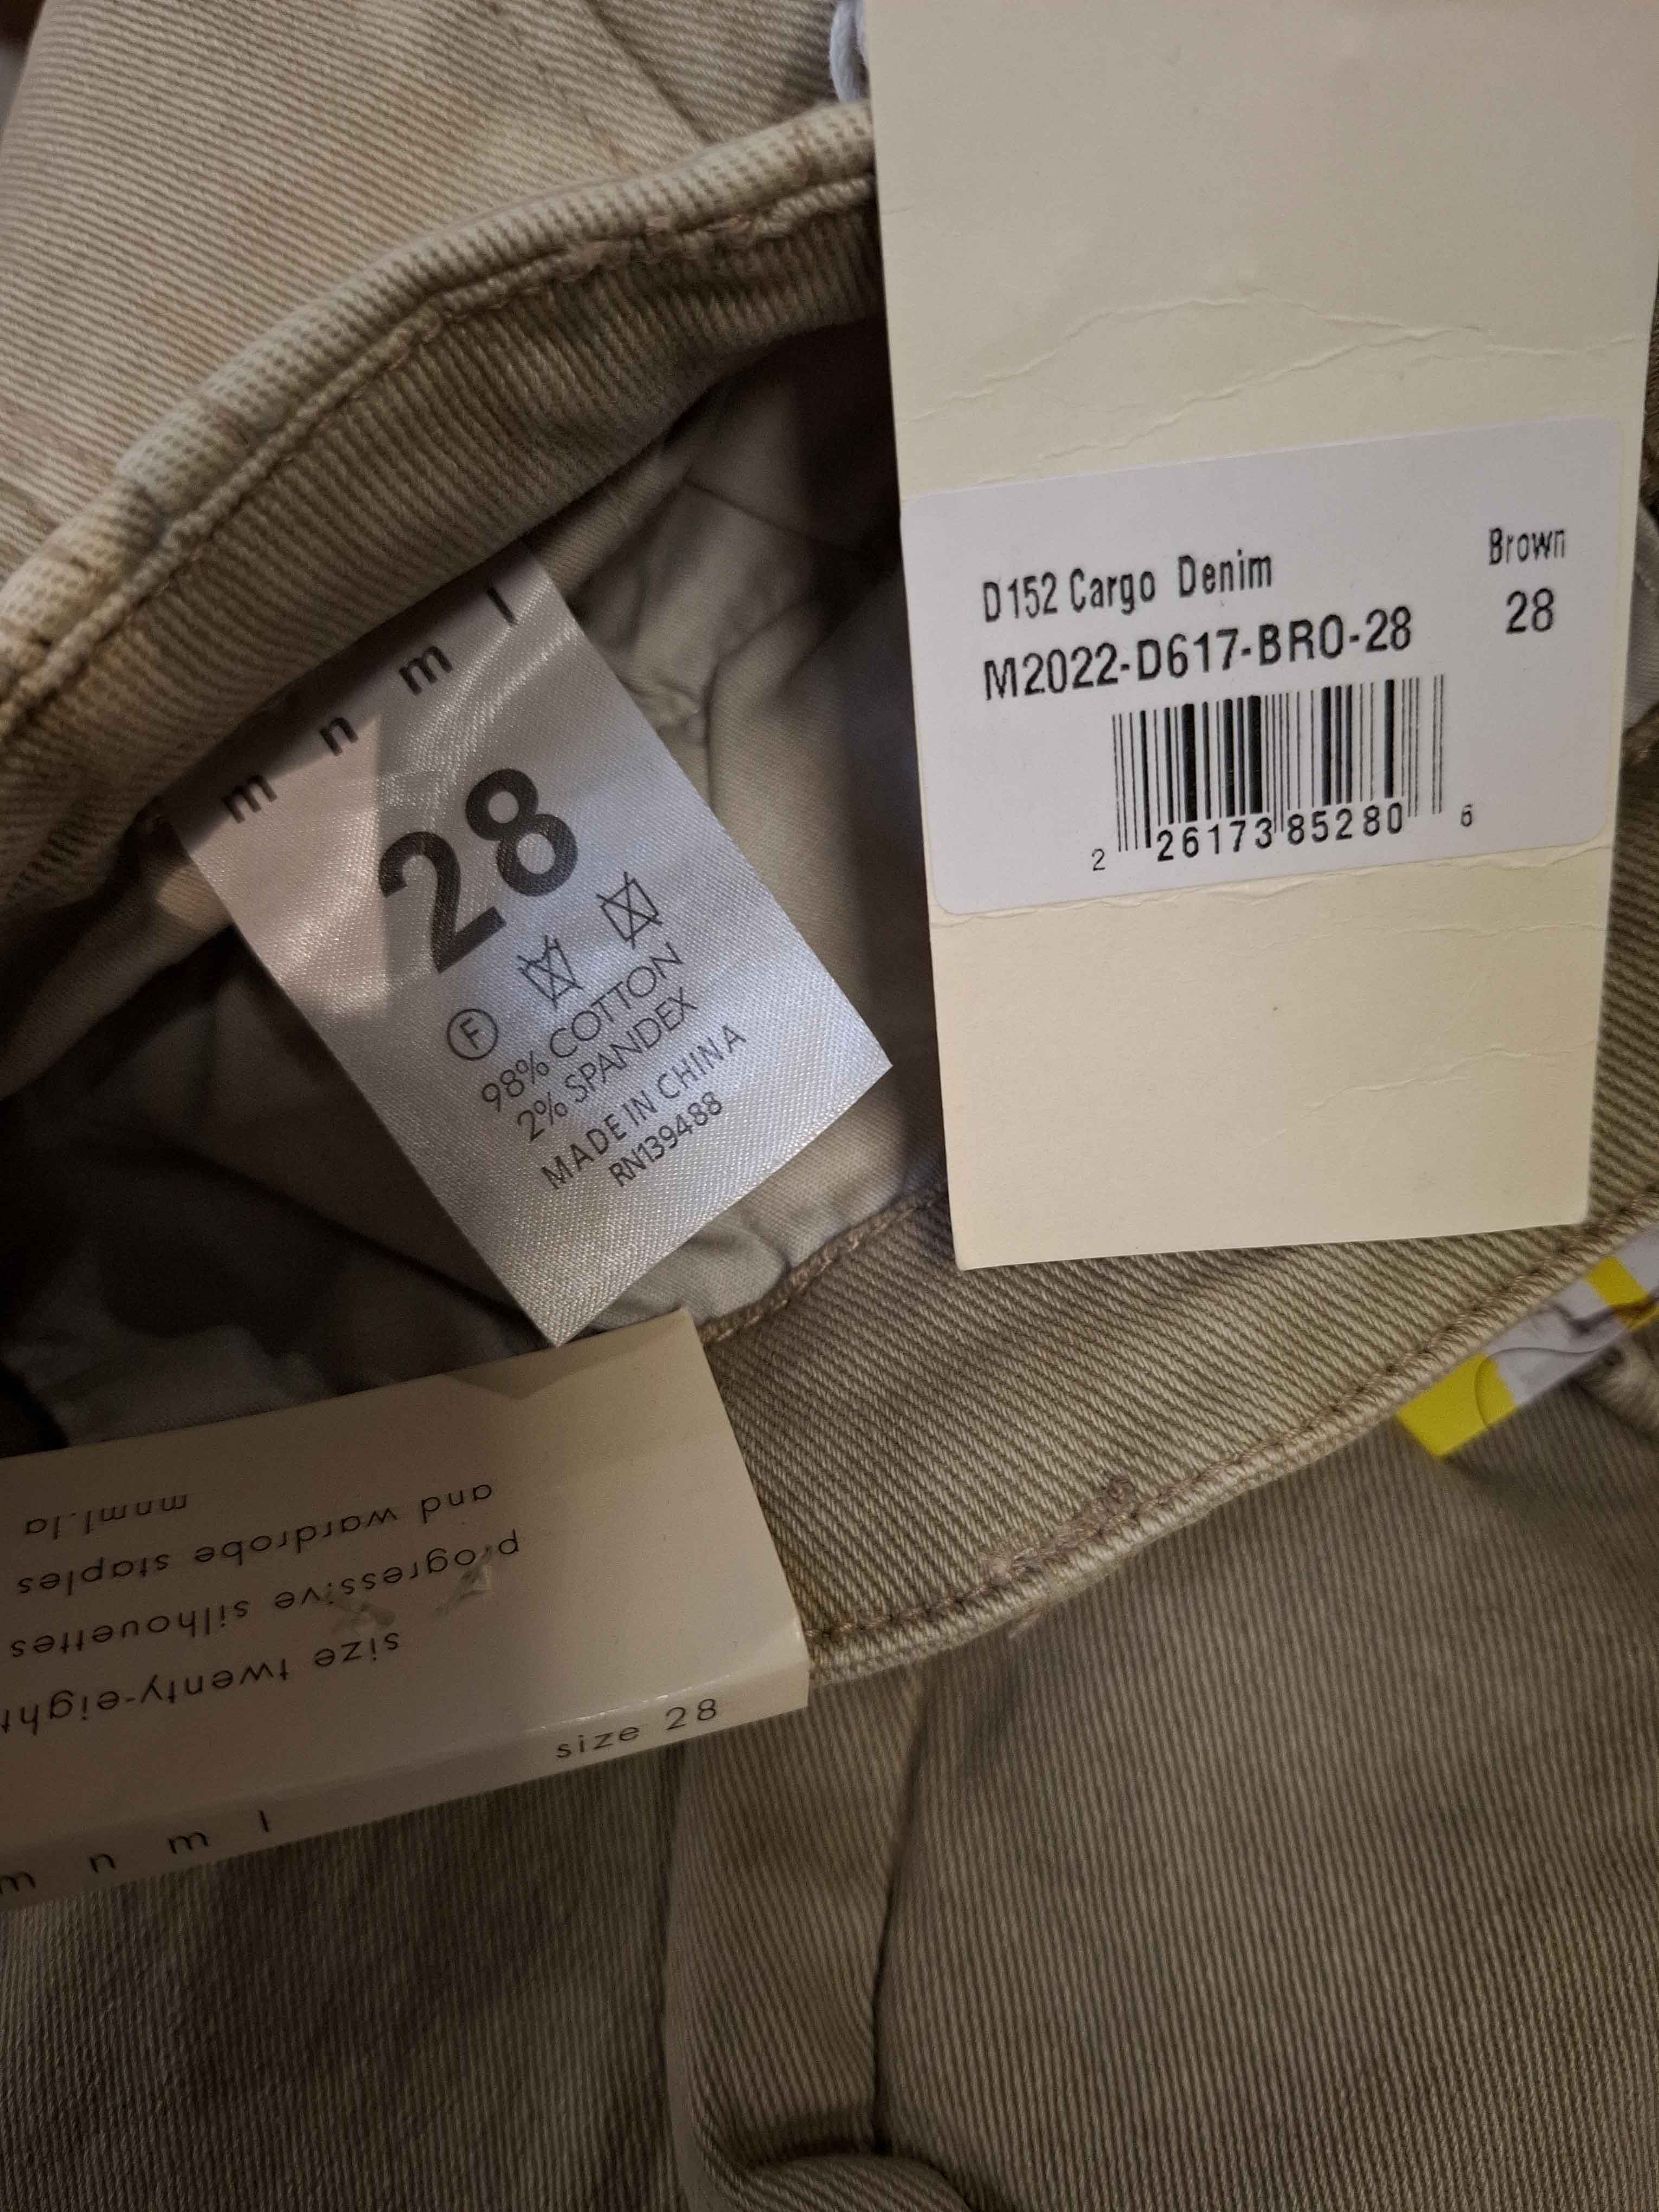 D152 Cargo Denim
Brown
M2022-D617-BRO-28
28
2 26173 85280 6
m n m l
28
F
98% COTTON
2% SPANDEX
MADE IN CHINA
RN139488
size 28
m n m l
size twenty-eight
progressive silhouettes
and wardrobe staples
mnml.la